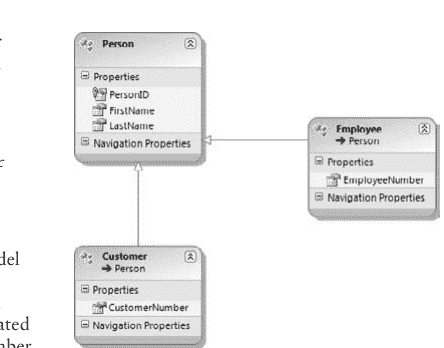 Person
Properties
PersonID
FirstName
LastName
Navigation Properties
Employee
Person
Properties
EmployeeNumber
Navigation Properties
Customer
Person
Properties
CustomerNumber
Navigation Properties